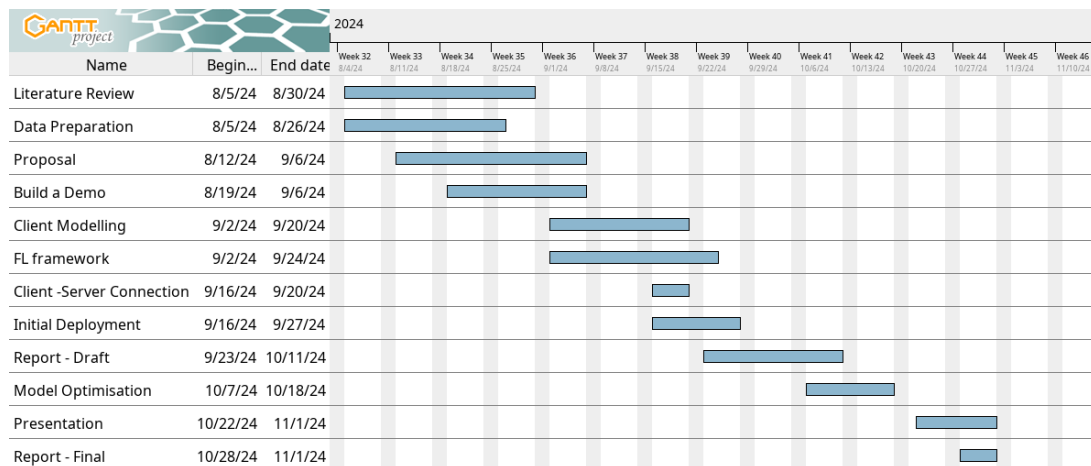 GANTT
project
2024
Name Begin... End date
Week 32 Week 33 Week 34 Week 35 Week 36 Week 37 Week 38 Week 39 Week 40 Week 41 Week 42 Week 43 Week 44 Week 45 Week 46
8/4/24 8/11/24 8/18/24 8/25/24 9/1/24 9/8/24 9/15/24 9/22/24 9/29/24 10/6/24 10/13/24 10/20/24 10/27/24 11/3/24 11/10/24
Literature Review 8/5/24 8/30/24
Data Preparation 8/5/24 8/26/24
Proposal 8/12/24 9/6/24
Build a Demo 8/19/24 9/6/24
Client Modelling 9/2/24 9/20/24
FL framework 9/2/24 9/24/24
Client -Server Connection 9/16/24 9/20/24
Initial Deployment 9/16/24 9/27/24
Report - Draft 9/23/24 10/11/24
Model Optimisation 10/7/24 10/18/24
Presentation 10/22/24 11/1/24
Report - Final 10/28/24 11/1/24